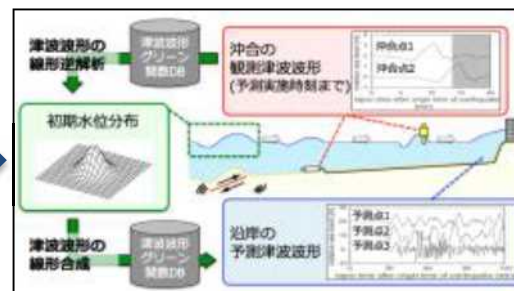 津波波形の
線形逆解析
津波波形
グリーン
関数DB
沖合の
観測津波波形
(予測実施時刻まで)
沖合点1
沖合点2
初期水位分布
津波波形の
線形合成
津波波形
グリーン
関数DB
沿岸の
予測津波波形
予測点1
予測点2
予測点3